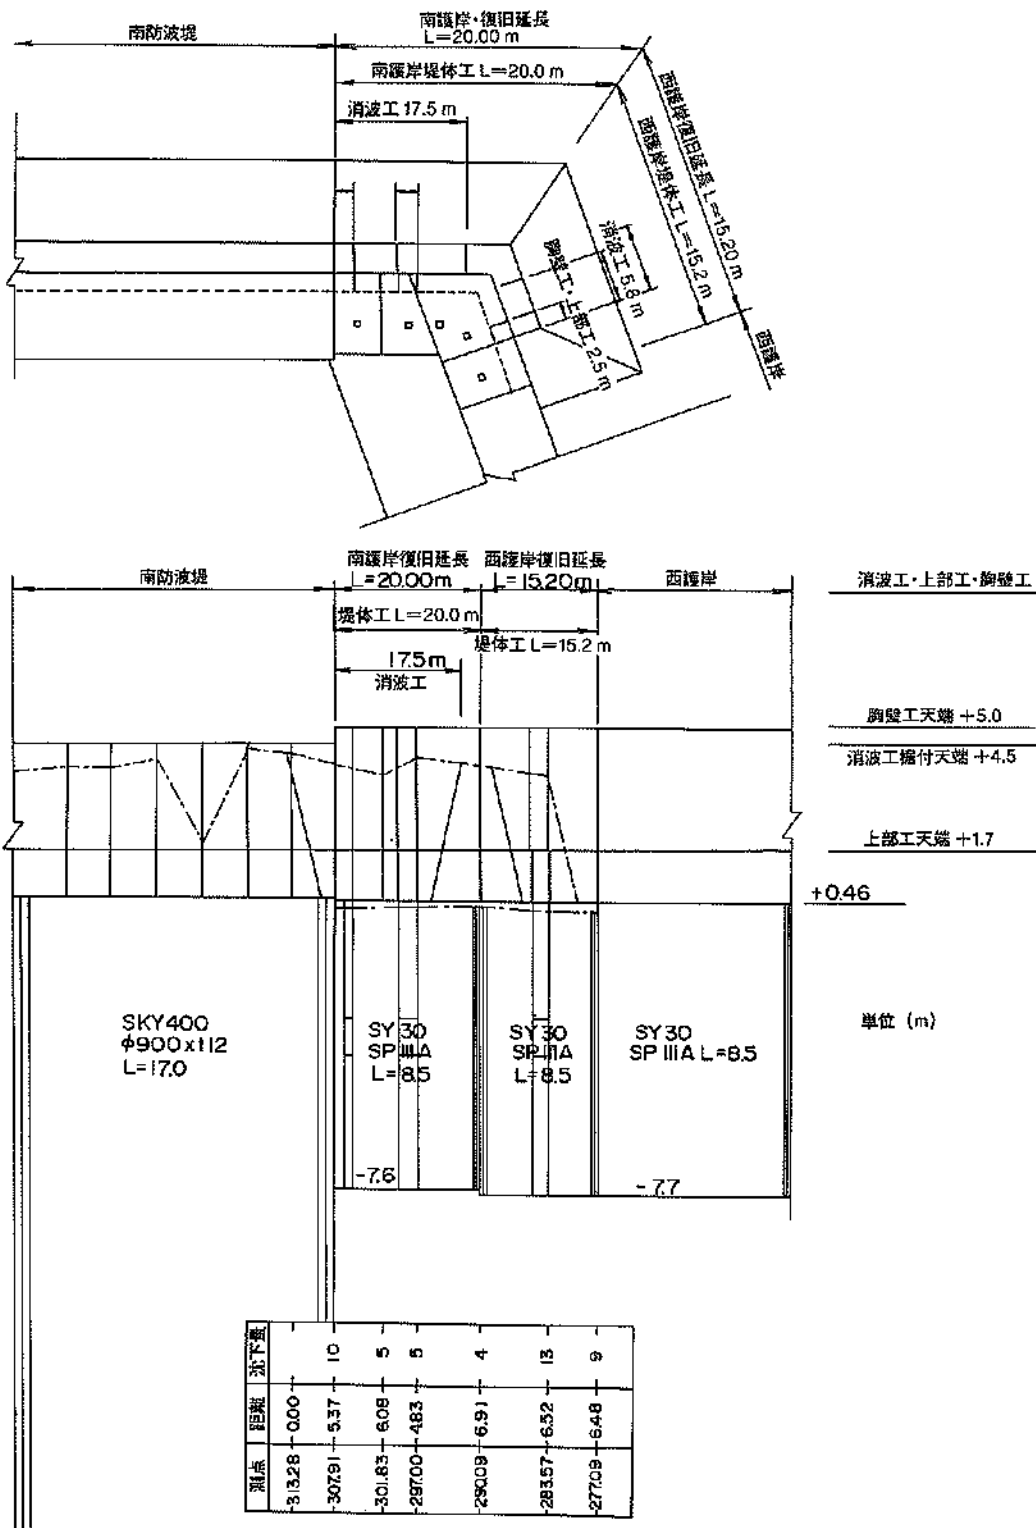 南防波堤
南護岸・復旧延長
L=20.00 m
南護岸堤体工 L=20.0 m
消波工 17.5 m
西護岸復旧延長 L=15.20 m
西護岸堤体工 L=15.2 m
消波工 5.8 m
胸壁工・上部工 2.5 m
西護岸
南防波堤
南護岸復旧延長
L=20.00m
西護岸復旧延長
L=15.20m
西護岸
消波工・上部工・胸壁工
堤体工 L=20.0 m
堤体工 L=15.2 m
17.5m
消波工
胸壁工天端 +5.0
消波工据付天端 +4.5
上部工天端 +1.7
+0.46
SKY400
φ900xt12
L=17.0
SY 30
SP ⅢA
L=8.5
SY 30
SP ⅢA
L=8.5
SY 30
SP ⅢA L=8.5
単位 (m)
-7.6
-7.7
測点 距離 沈下量
313.28 0.00 -
307.91 5.37 10
301.83 6.08 5
297.00 4.83 5
290.09 6.91 4
283.57 6.52 13
277.09 6.48 9